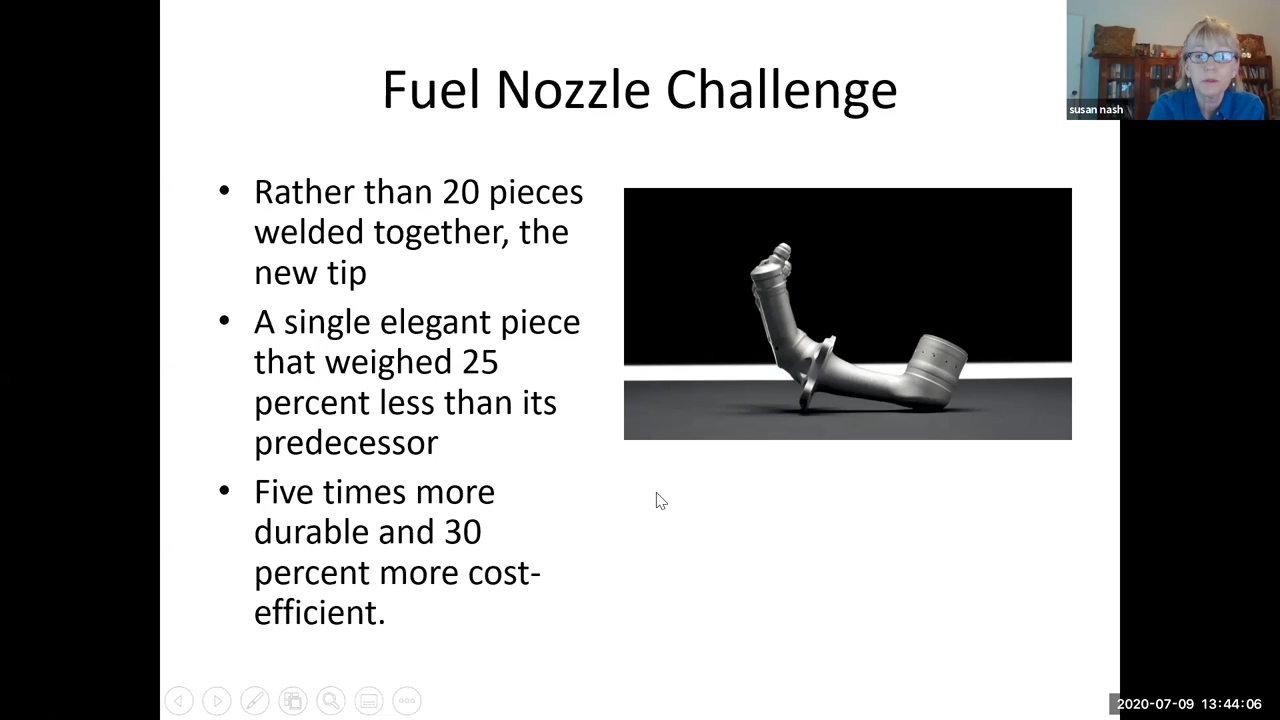 Fuel Nozzle Challenge
susan nash
• Rather than 20 pieces
welded together, the
new tip
• A single elegant piece
that weighed 25
percent less than its
predecessor
• Five times more
durable and 30
percent more cost-
efficient.
2020-07-09 13:44:06